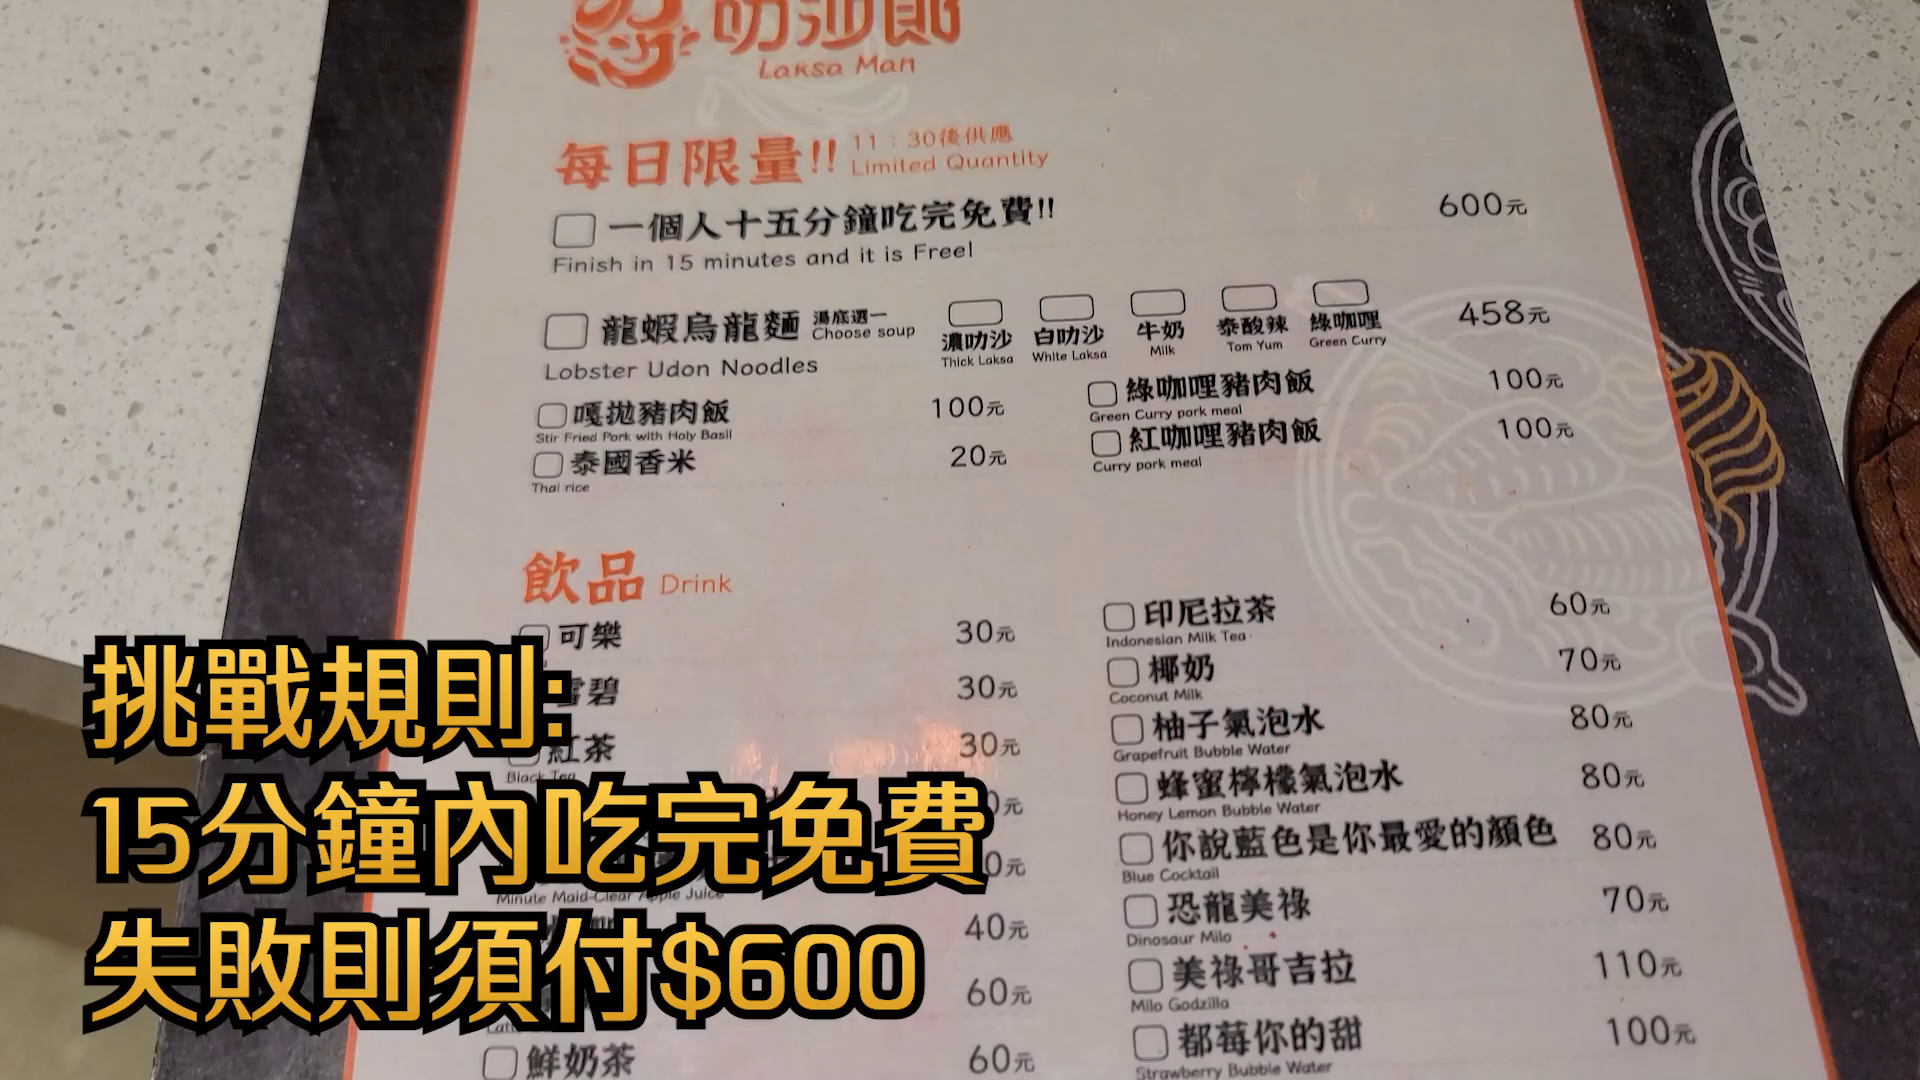 叻沙郎
Laksa Man
每日限量!! 11：30後供應
Limited Quantity
一個人十五分鐘吃完免費!! 600元
Finish in 15 minutes and it is Free!
龍蝦烏龍麵 湯底選一 Choose soup 458元
Lobster Udon Noodles
濃叻沙 白叻沙 牛奶 泰酸辣 綠咖哩
Thick Laksa White Laksa Milk Tom Yum Green Curry
嘎拋豬肉飯 100元
Stir Fried Pork with Holy Basil
泰國香米 20元
Thai rice
綠咖哩豬肉飯 100元
Green Curry pork meal
紅咖哩豬肉飯 100元
Curry pork meal
飲品 Drink
可樂 30元
雪碧 30元
紅茶 30元
Black Tea
Minute Maid-Clear Apple Juice
40元
60元
鮮奶茶 60元
印尼拉茶 60元
Indonesian Milk Tea
椰奶 70元
Coconut Milk
柚子氣泡水 80元
Grapefruit Bubble Water
蜂蜜檸檬氣泡水 80元
Honey Lemon Bubble Water
你說藍色是你最愛的顏色 80元
Blue Cocktail
恐龍美祿 70元
Dinosaur Milo
美祿哥吉拉 110元
Milo Godzilla
都莓你的甜 100元
Strawberry Bubble Water
挑戰規則:
15分鐘內吃完免費
失敗則須付$600